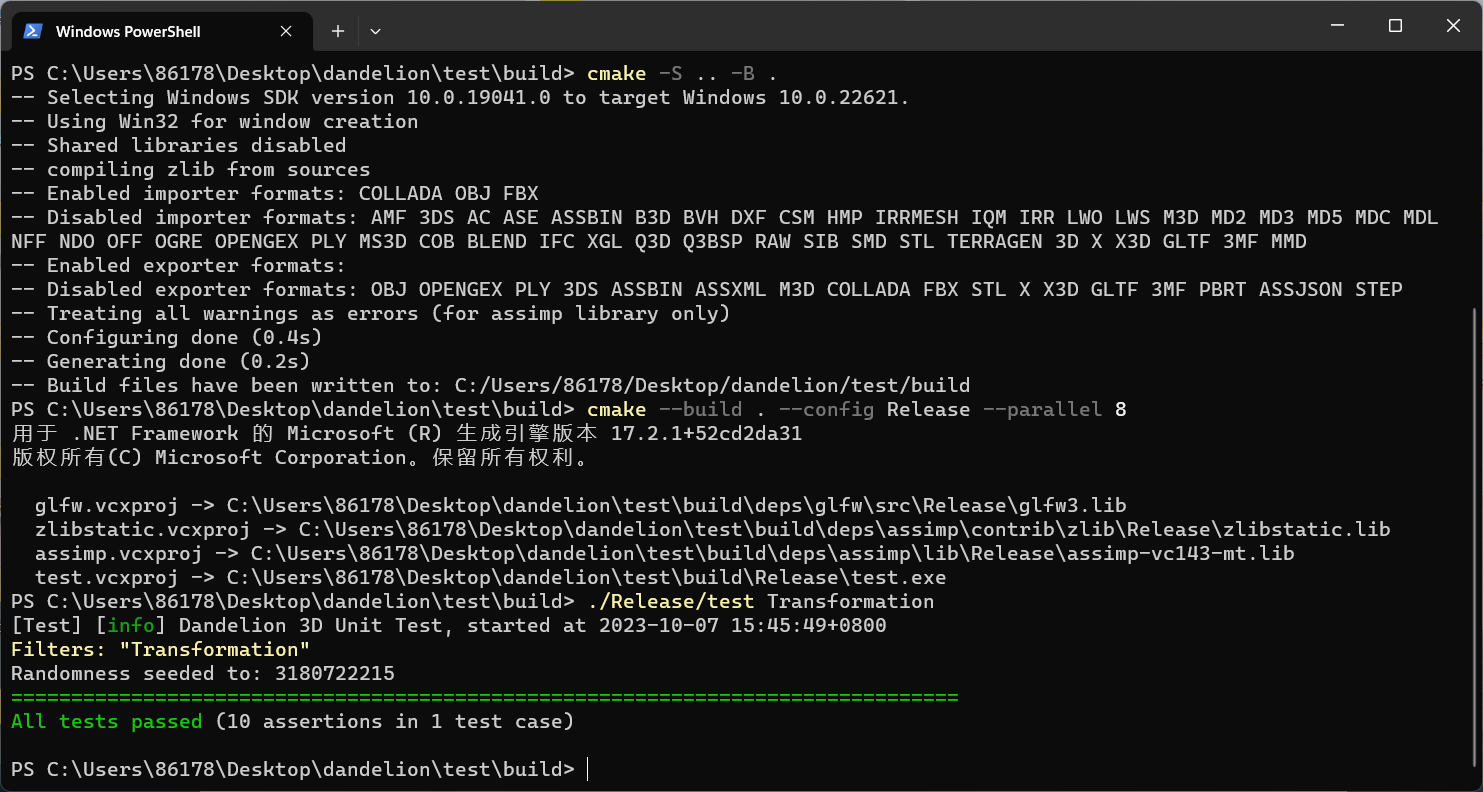 Windows PowerShell
PS C:\Users\86178\Desktop\dandelion\test\build> cmake -S .. -B .
-- Selecting Windows SDK version 10.0.19041.0 to target Windows 10.0.22621.
-- Using Win32 for window creation
-- Shared libraries disabled
-- compiling zlib from sources
-- Enabled importer formats: COLLADA OBJ FBX
-- Disabled importer formats: AMF 3DS AC ASE ASSBIN B3D BVH DXF CSM HMP IRRMESH IQM IRR LWO LWS M3D MD2 MD3 MD5 MDC MDL
NFF NDO OFF OGRE OPENGEX PLY MS3D COB BLEND IFC XGL Q3D Q3BSP RAW SIB SMD STL TERRAGEN 3D X X3D GLTF 3MF MMD
-- Enabled exporter formats:
-- Disabled exporter formats: OBJ OPENGEX PLY 3DS ASSBIN ASSXML M3D COLLADA FBX STL X X3D GLTF 3MF PBRT ASSJSON STEP
-- Treating all warnings as errors (for assimp library only)
-- Configuring done (0.4s)
-- Generating done (0.2s)
-- Build files have been written to: C:/Users/86178/Desktop/dandelion/test/build
PS C:\Users\86178\Desktop\dandelion\test\build> cmake --build . --config Release --parallel 8
用于 .NET Framework 的 Microsoft (R) 生成引擎版本 17.2.1+52cd2da31
版权所有(C) Microsoft Corporation。保留所有权利。
glfw.vcxproj -> C:\Users\86178\Desktop\dandelion\test\build\deps\glfw\src\Release\glfw3.lib
zlibstatic.vcxproj -> C:\Users\86178\Desktop\dandelion\test\build\deps\assimp\contrib\zlib\Release\zlibstatic.lib
assimp.vcxproj -> C:\Users\86178\Desktop\dandelion\test\build\deps\assimp\lib\Release\assimp-vc143-mt.lib
test.vcxproj -> C:\Users\86178\Desktop\dandelion\test\build\Release\test.exe
PS C:\Users\86178\Desktop\dandelion\test\build> ./Release/test Transformation
[Test] [info] Dandelion 3D Unit Test, started at 2023-10-07 15:45:49+0800
Filters: "Transformation"
Randomness seeded to: 3180722215
===============================================================================
All tests passed (10 assertions in 1 test case)
PS C:\Users\86178\Desktop\dandelion\test\build>